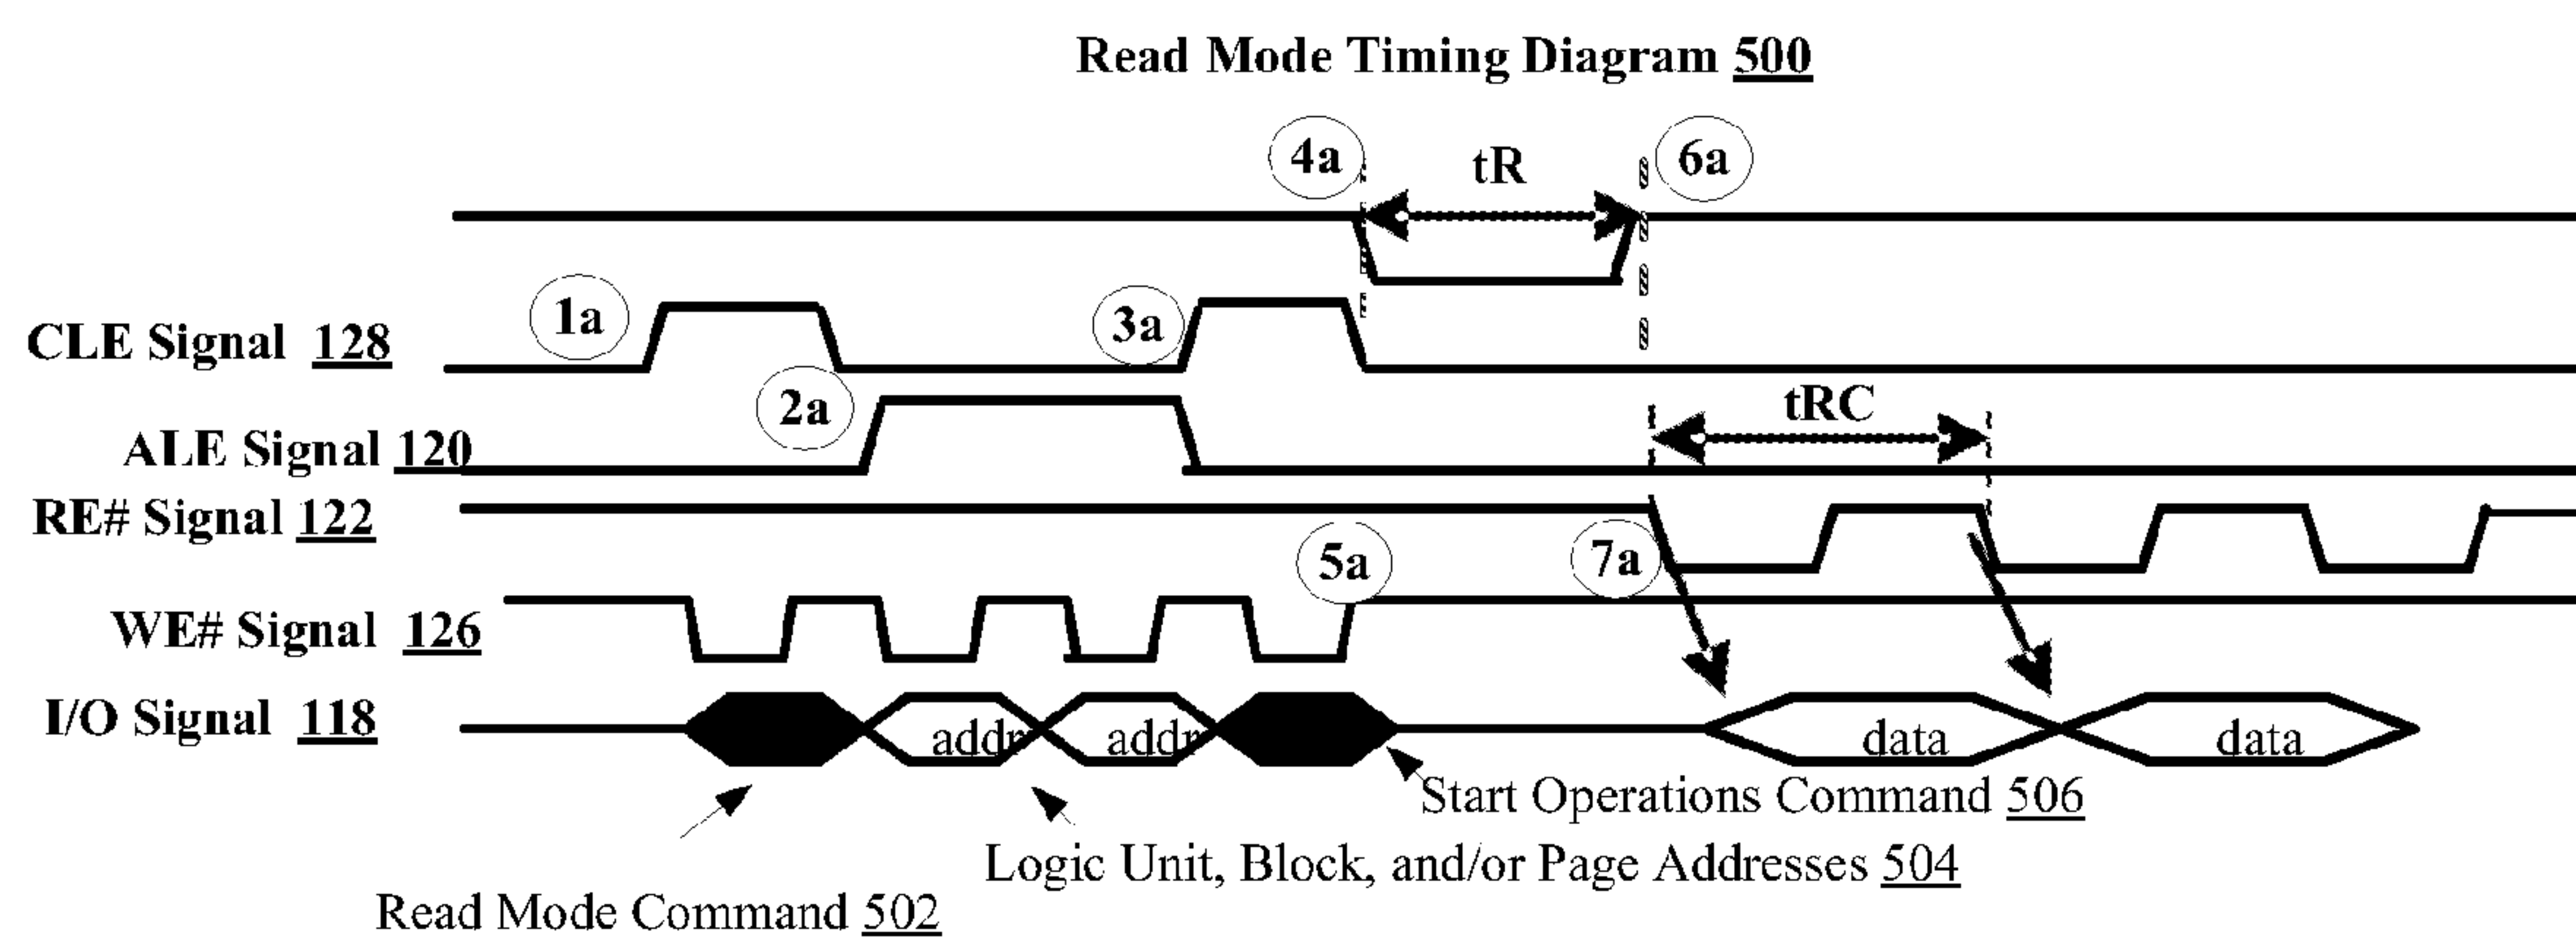 Read Mode Timing Diagram 500
4a tR 6a
1a 3a
CLE Signal 128
2a tRC
ALE Signal 120
RE# Signal 122
5a 7a
WE# Signal 126
I/O Signal 118 addr addr data data
Start Operations Command 506
Logic Unit, Block, and/or Page Addresses 504
Read Mode Command 502